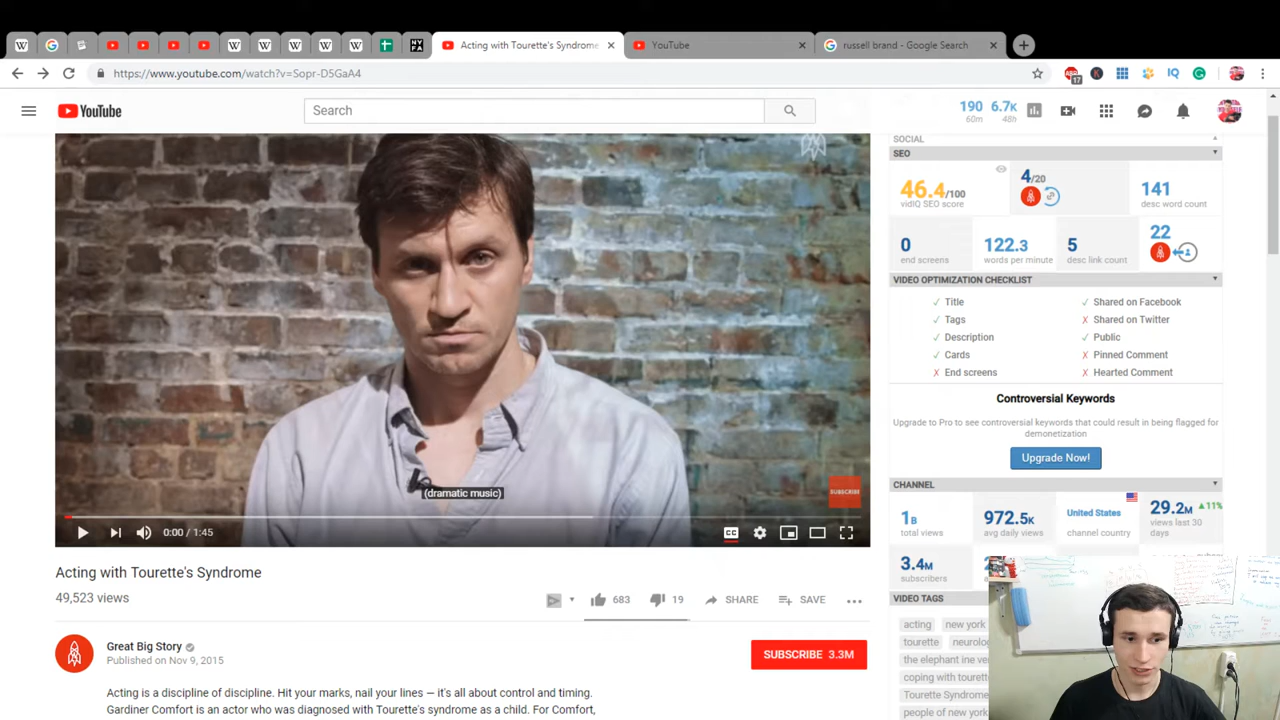 Acting with Tourette's Syndrome
YouTube
russell brand - Google Search
https://www.youtube.com/watch?v=Sopr-D5GaA4
17
IQ
YouTube
Search
190 6.7K
60m 48h
SOCIAL
SEO
46.4/100
vidIQ SEO score
4/20
141
desc word count
0
end screens
122.3
words per minute
5
desc link count
22
VIDEO OPTIMIZATION CHECKLIST
Title
Shared on Facebook
Tags
Shared on Twitter
Description
Public
Cards
Pinned Comment
End screens
Hearted Comment
Controversial Keywords
Upgrade to Pro to see controversial keywords that could result in being flagged for
demonetization
Upgrade Now!
CHANNEL
1B
total views
972.5K
avg daily views
United States
channel country
29.2M 11%
views last 30
days
3.4M
subscribers
VIDEO TAGS
acting new york
tourette neurolo
the elephant ine ve
coping with tourett
Tourette Syndrome
people of new york
(dramatic music)
SUBSCRIBE
0:00 / 1:45
CC
Acting with Tourette's Syndrome
49,523 views
683
19
SHARE
SAVE
Great Big Story
Published on Nov 9, 2015
SUBSCRIBE 3.3M
Acting is a discipline of discipline. Hit your marks, nail your lines — it's all about control and timing.
Gardiner Comfort is an actor who was diagnosed with Tourette's syndrome as a child. For Comfort,